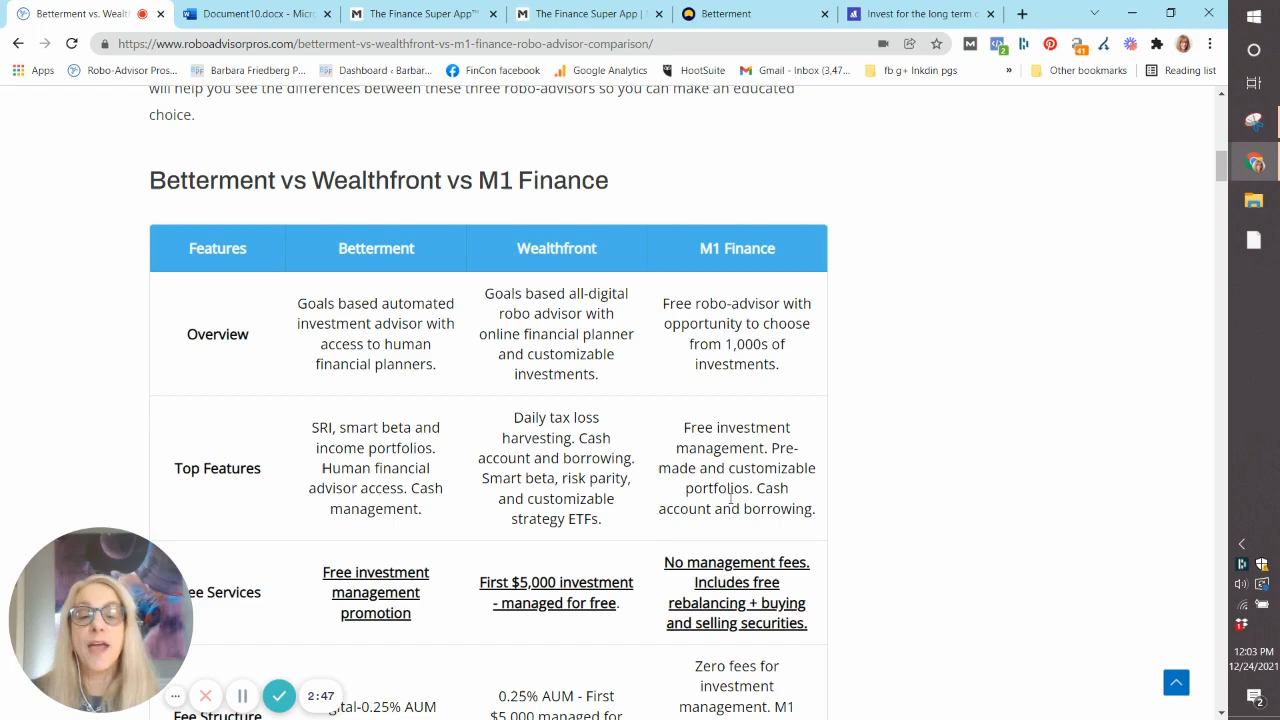 Betterment vs Wealth
Document10.docx - Micro
The Finance Super App™
The Finance Super App |
Betterment
Invest for the long term
https://www.roboadvisorpros.com/betterment-vs-wealthfront-vs-m1-finance-robo-advisor-comparison/
2
41
Apps
Robo-Advisor Pros...
Barbara Friedberg P...
Dashboard ‹ Barbar...
FinCon facebook
Google Analytics
HootSuite
Gmail - Inbox (3,47...
fb g+ lnkdin pgs
»
Other bookmarks
Reading list
will help you see the differences between these three robo-advisors so you can make an educated
choice.
Betterment vs Wealthfront vs M1 Finance
Features
Betterment
Wealthfront
M1 Finance
Overview
Goals based automated
investment advisor with
access to human
financial planners.
Goals based all-digital
robo advisor with
online financial planner
and customizable
investments.
Free robo-advisor with
opportunity to choose
from 1,000s of
investments.
Top Features
SRI, smart beta and
income portfolios.
Human financial
advisor access. Cash
management.
Daily tax loss
harvesting. Cash
account and borrowing.
Smart beta, risk parity,
and customizable
strategy ETFs.
Free investment
management. Pre-
made and customizable
portfolios. Cash
account and borrowing.
ee Services
Free investment
management
promotion
First $5,000 investment
- managed for free.
No management fees.
Includes free
rebalancing + buying
and selling securities.
Fee Structure
gital-0.25% AUM
0.25% AUM - First
$5,000 managed for
Zero fees for
investment
management. M1
2:47
12:03 PM
12/24/2021
2